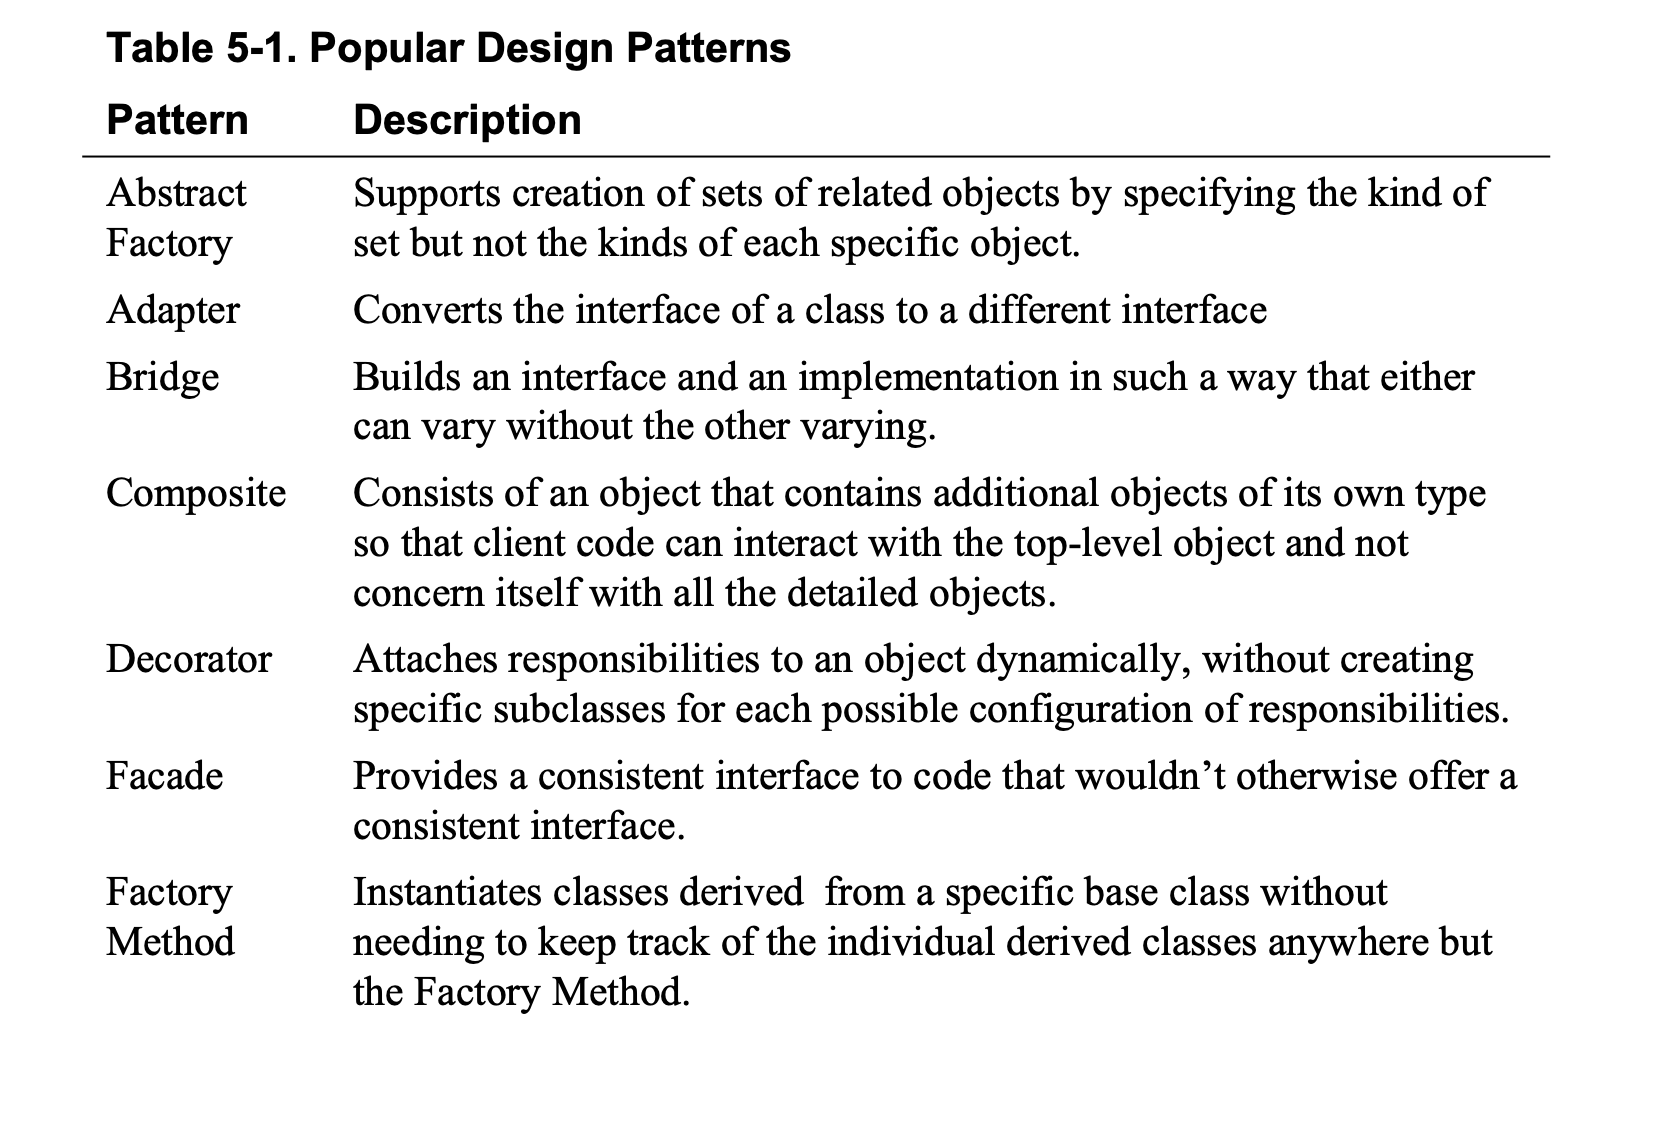 Table 5-1. Popular Design Patterns
Pattern Description
Abstract Factory Supports creation of sets of related objects by specifying the kind of
set but not the kinds of each specific object.
Adapter Converts the interface of a class to a different interface
Bridge Builds an interface and an implementation in such a way that either
can vary without the other varying.
Composite Consists of an object that contains additional objects of its own type
so that client code can interact with the top-level object and not
concern itself with all the detailed objects.
Decorator Attaches responsibilities to an object dynamically, without creating
specific subclasses for each possible configuration of responsibilities.
Facade Provides a consistent interface to code that wouldn’t otherwise offer a
consistent interface.
Factory Method Instantiates classes derived  from a specific base class without
needing to keep track of the individual derived classes anywhere but
the Factory Method.